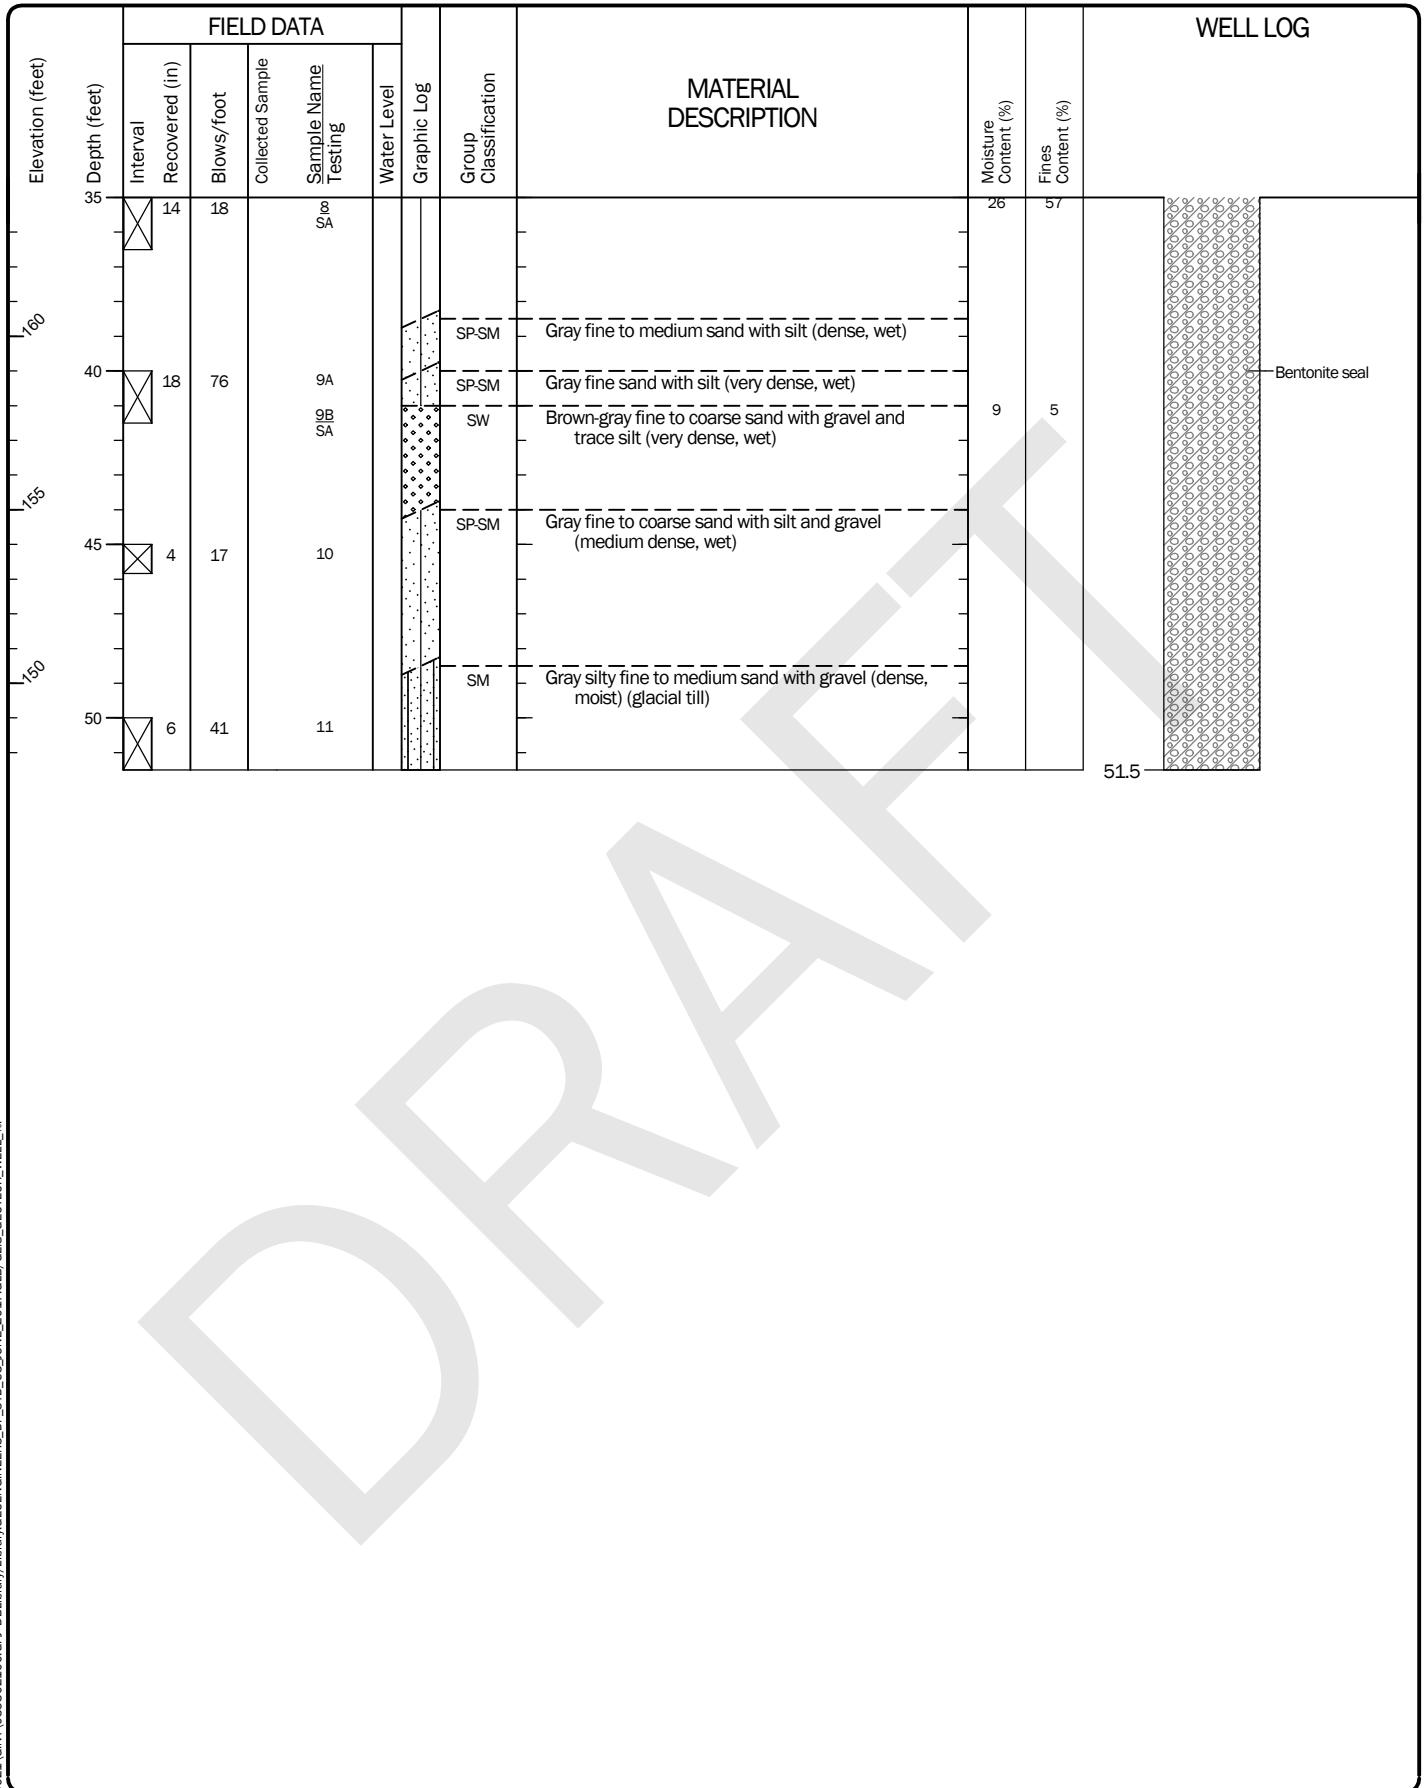 FIELD DATA
WELL LOG
Elevation (feet)
Depth (feet)
Interval
Recovered (in)
Blows/foot
Collected Sample
Sample Name
Testing
Water Level
Graphic Log
Group
Classification
MATERIAL
DESCRIPTION
Moisture
Content (%)
Fines
Content (%)
35
14
18
8
SA
26
57
160
SP-SM
Gray fine to medium sand with silt (dense, wet)
40
18
76
9A
SP-SM
Gray fine sand with silt (very dense, wet)
Bentonite seal
9B
SA
SW
Brown-gray fine to coarse sand with gravel and
trace silt (very dense, wet)
9
5
155
SP-SM
Gray fine to coarse sand with silt and gravel
(medium dense, wet)
45
4
17
10
150
SM
Gray silty fine to medium sand with gravel (dense,
moist) (glacial till)
50
6
41
11
51.5
DRAFT